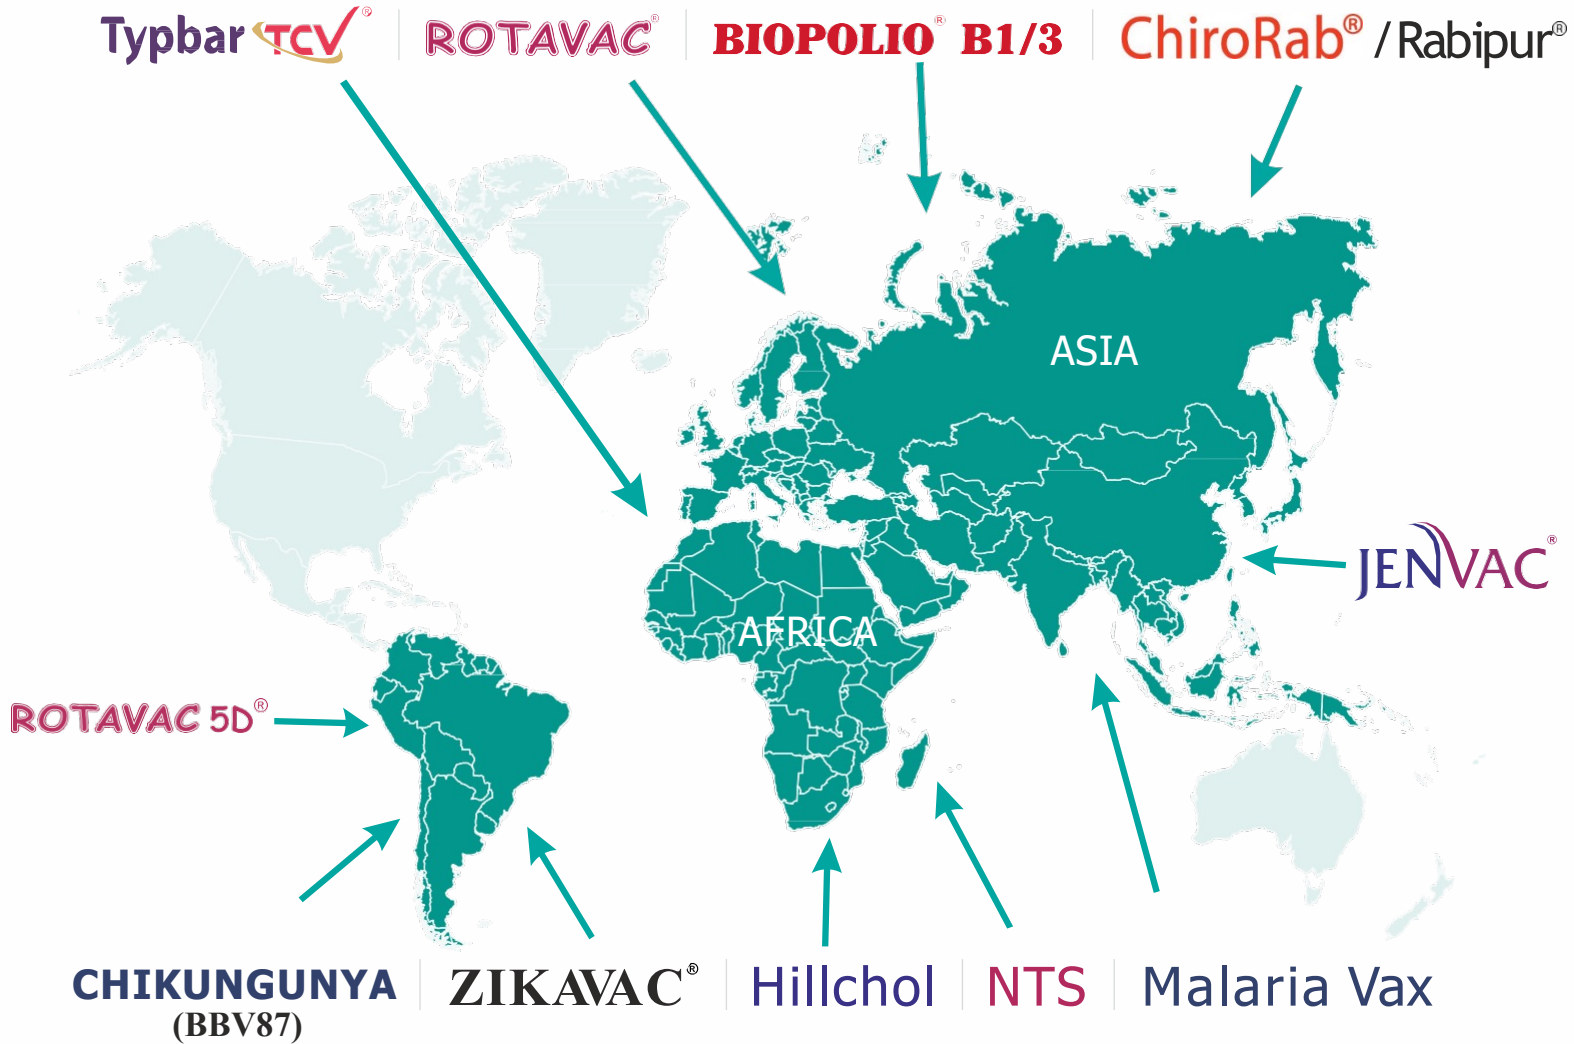 Typbar TCV® ROTAVAC® BIOPOLIO® B1/3 ChiroRab® / Rabipur®
ASIA
JENVAC®
AFRICA
ROTAVAC 5D®
CHIKUNGUNYA ZIKAVAC® Hillchol NTS Malaria Vax
(BBV87)